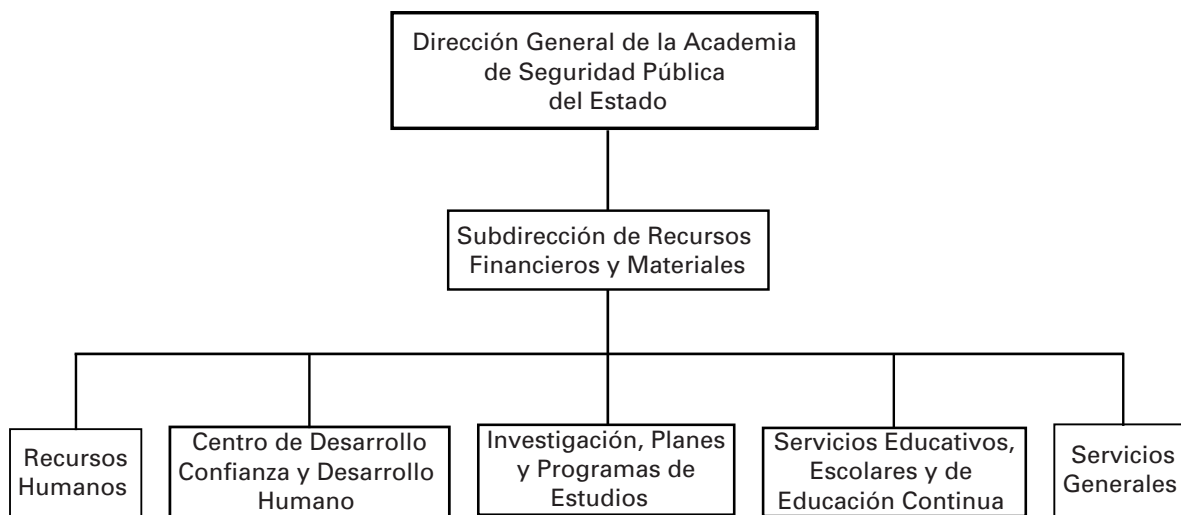 Dirección General de la Academia
de Seguridad Pública
del Estado
Subdirección de Recursos
Financieros y Materiales
Recursos
Humanos
Centro de Desarrollo
Confianza y Desarrollo
Humano
Investigación, Planes
y Programas de
Estudios
Servicios Educativos,
Escolares y de
Educación Continua
Servicios
Generales